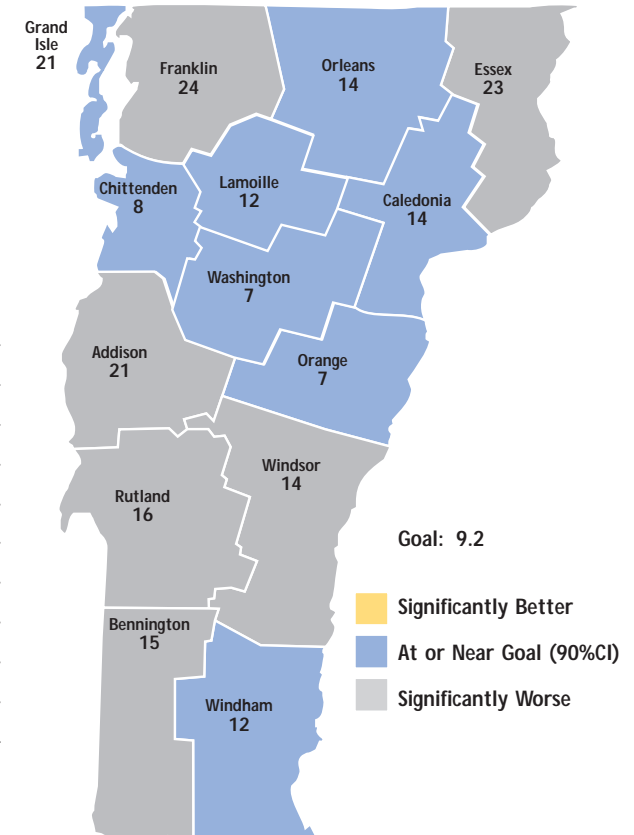 Grand
Isle
21
Franklin
24
Orleans
14
Essex
23
Chittenden
8
Lamoille
12
Caledonia
14
Washington
7
Addison
21
Orange
7
Windsor
14
Rutland
16
Goal: 9.2
Significantly Better
Bennington
15
At or Near Goal (90%CI)
Significantly Worse
Windham
12